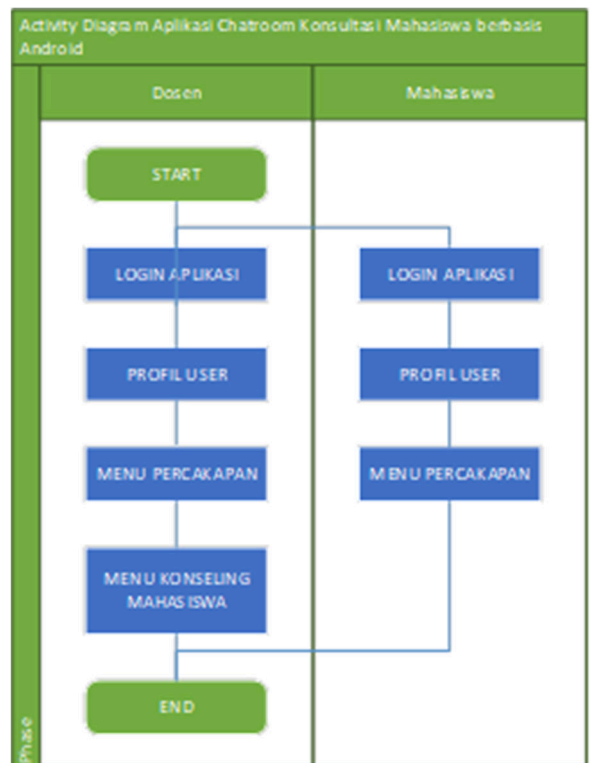 Activity Diagram Aplikasi Chatroom Konsultasi Mahasiswa berbasis
Android
Dosen
Mahasiswa
START
LOGIN APLIKASI
LOGIN APLIKASI
PROFIL USER
PROFIL USER
MENU PERCAKAPAN
MENU PERCAKAPAN
MENU KONSELING
MAHASISWA
END
Phase